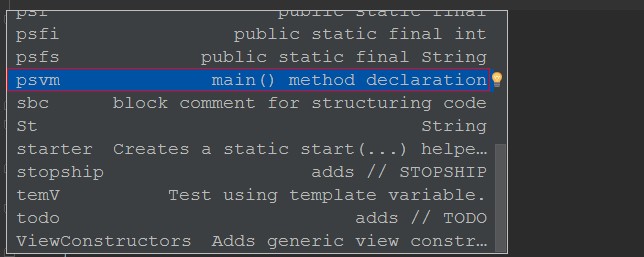 psf public static final
psfi public static final int
psfs public static final String
psvm main() method declaration
sbc block comment for structuring code
St String
starter Creates a static start(...) helpe…
stopship adds // STOPSHIP
temV Test using template variable.
todo adds // TODO
ViewConstructors Adds generic view constr…